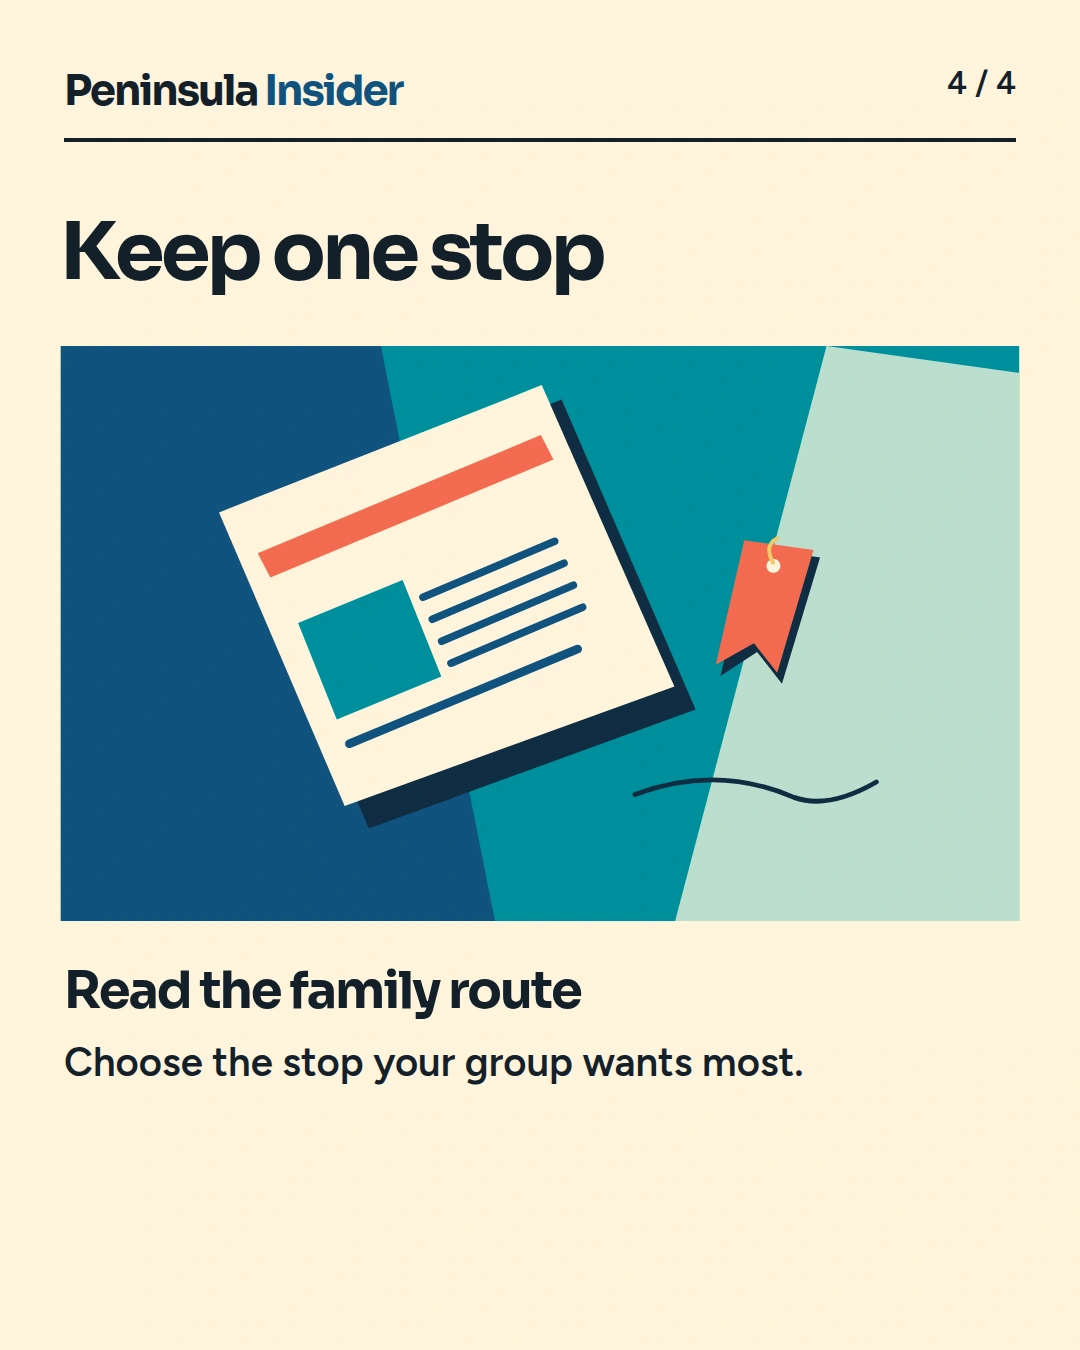 Peninsula Insider
4 / 4
Keep one stop
Read the family route
Choose the stop your group wants most.